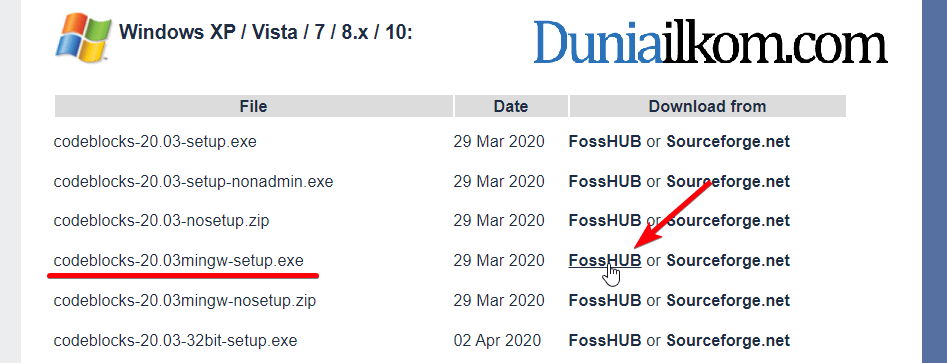 Windows XP / Vista / 7 / 8.x / 10:
Duniailkom.com
File Date Download from
codeblocks-20.03-setup.exe 29 Mar 2020 FossHUB or Sourceforge.net
codeblocks-20.03-setup-nonadmin.exe 29 Mar 2020 FossHUB or Sourceforge.net
codeblocks-20.03-nosetup.zip 29 Mar 2020 FossHUB or Sourceforge.net
codeblocks-20.03mingw-setup.exe 29 Mar 2020 FossHUB or Sourceforge.net
codeblocks-20.03mingw-nosetup.zip 29 Mar 2020 FossHUB or Sourceforge.net
codeblocks-20.03-32bit-setup.exe 02 Apr 2020 FossHUB or Sourceforge.net